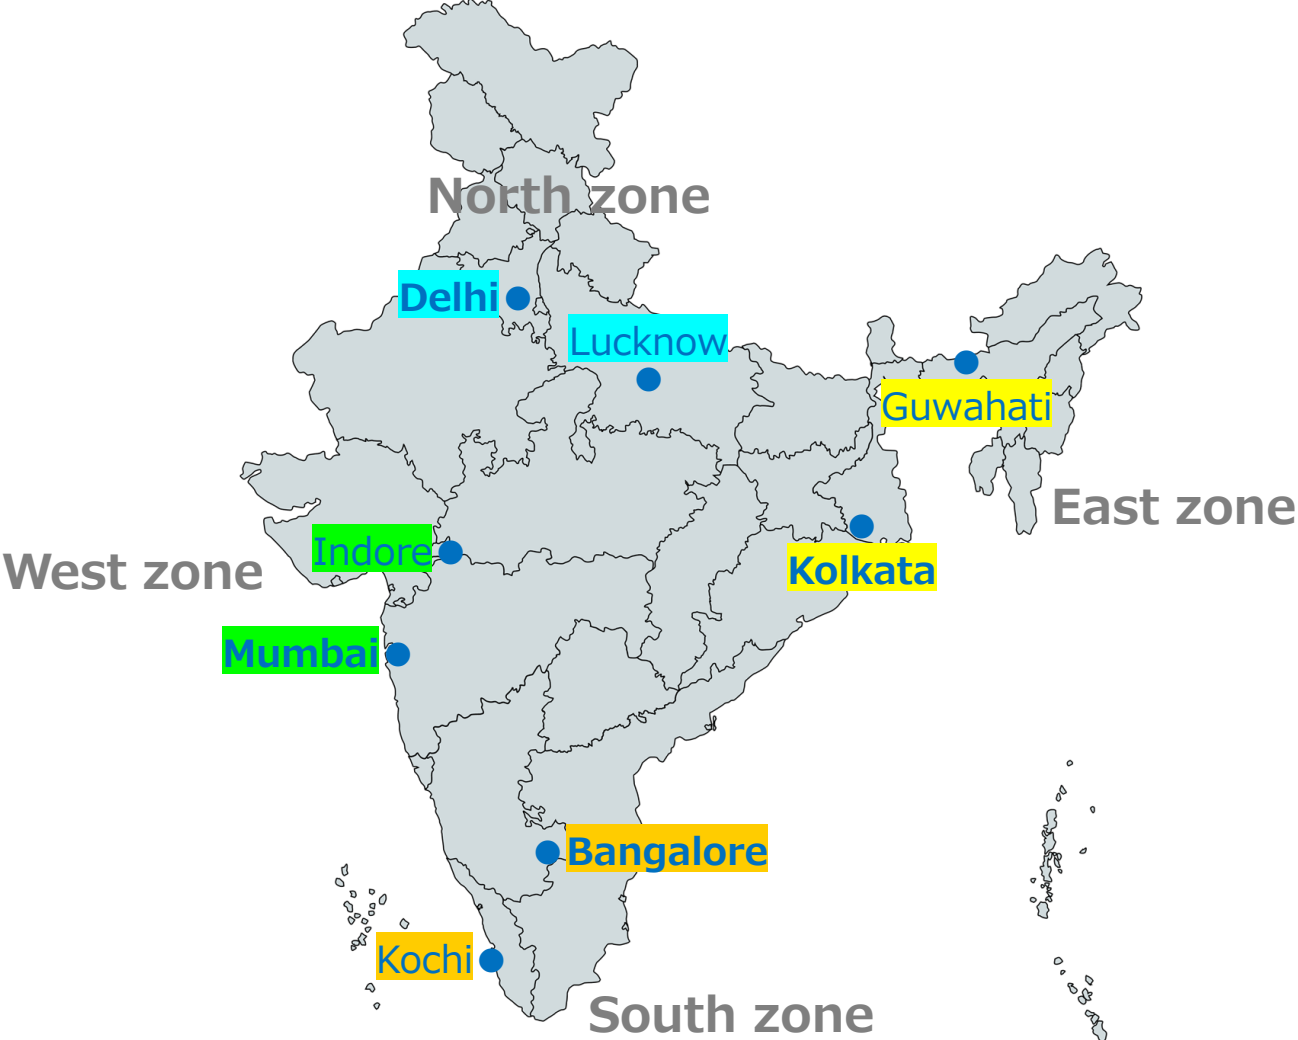 North zone
Delhi
Lucknow
Guwahati
East zone
Indore
West zone
Kolkata
Mumbai
Bangalore
Kochi
South zone